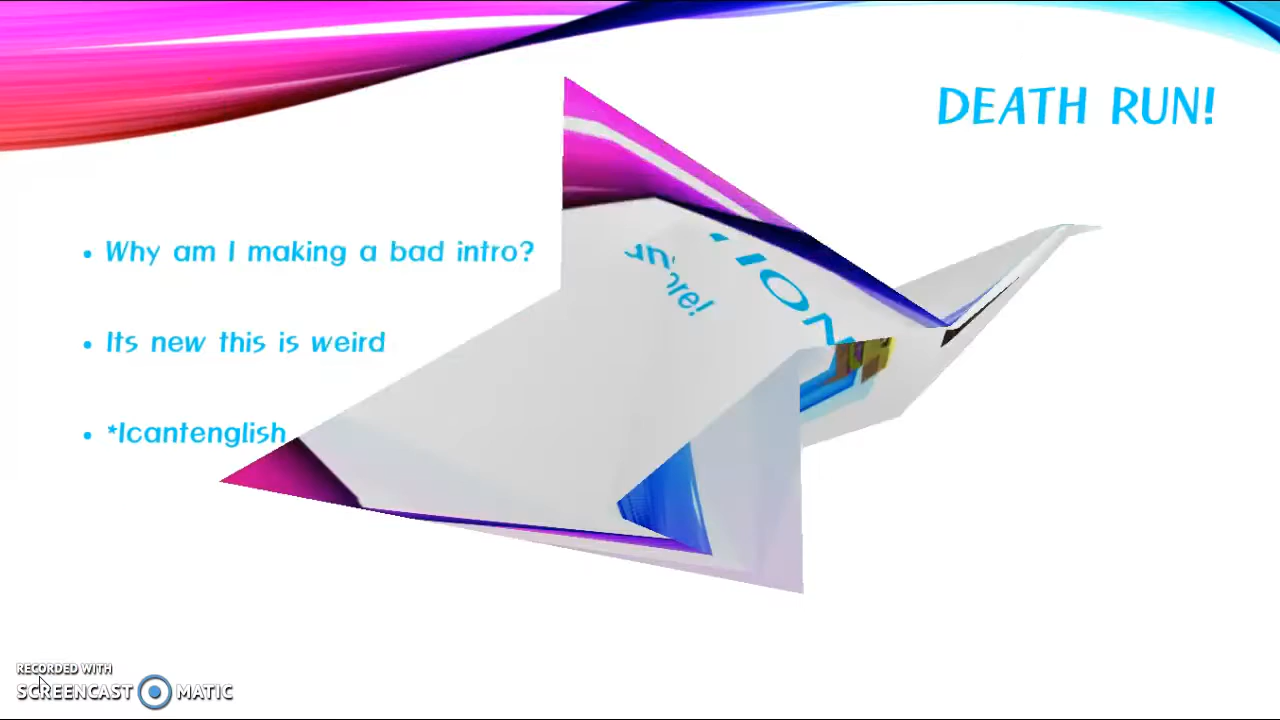 DEATH RUN!
• Why am I making a bad intro?
• Its new this is weird
• *Icantenglish
RECORDED WITH
SCREENCAST MATIC